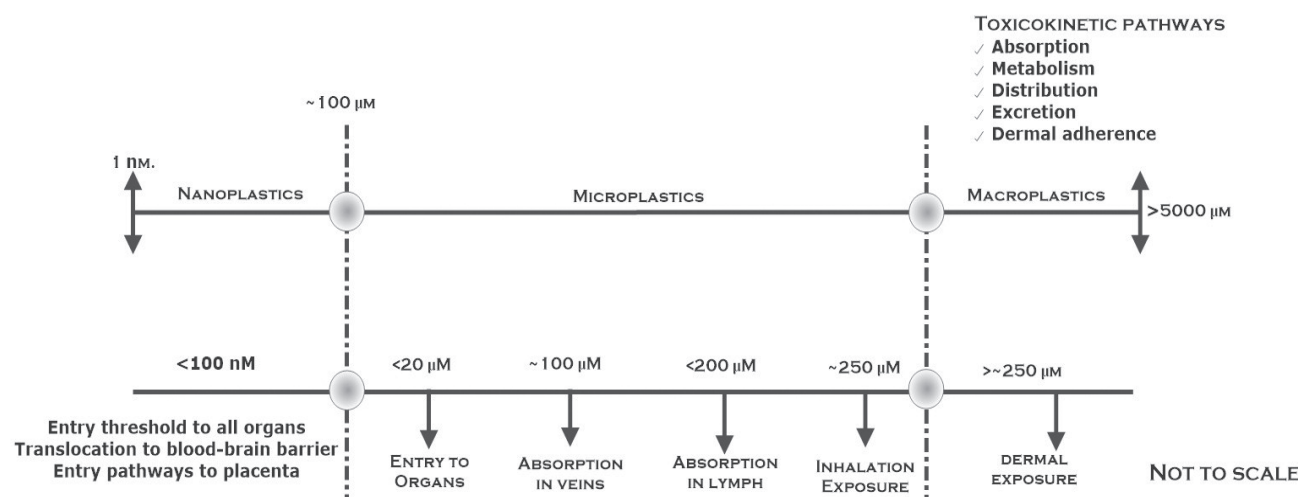 TOXICOKINETIC PATHWAYS
✓ Absorption
✓ Metabolism
✓ Distribution
✓ Excretion
✓ Dermal adherence
~100 µM
1 NM.
NANOPLASTICS
MICROPLASTICS
MACROPLASTICS
>5000 µM
<100 nM
<20 µM
~100 µM
<200 µM
~250 µM
>~250 µM
Entry threshold to all organs
Translocation to blood-brain barrier
Entry pathways to placenta
ENTRY TO
ORGANS
ABSORPTION
IN VEINS
ABSORPTION
IN LYMPH
INHALATION
EXPOSURE
DERMAL
EXPOSURE
NOT TO SCALE